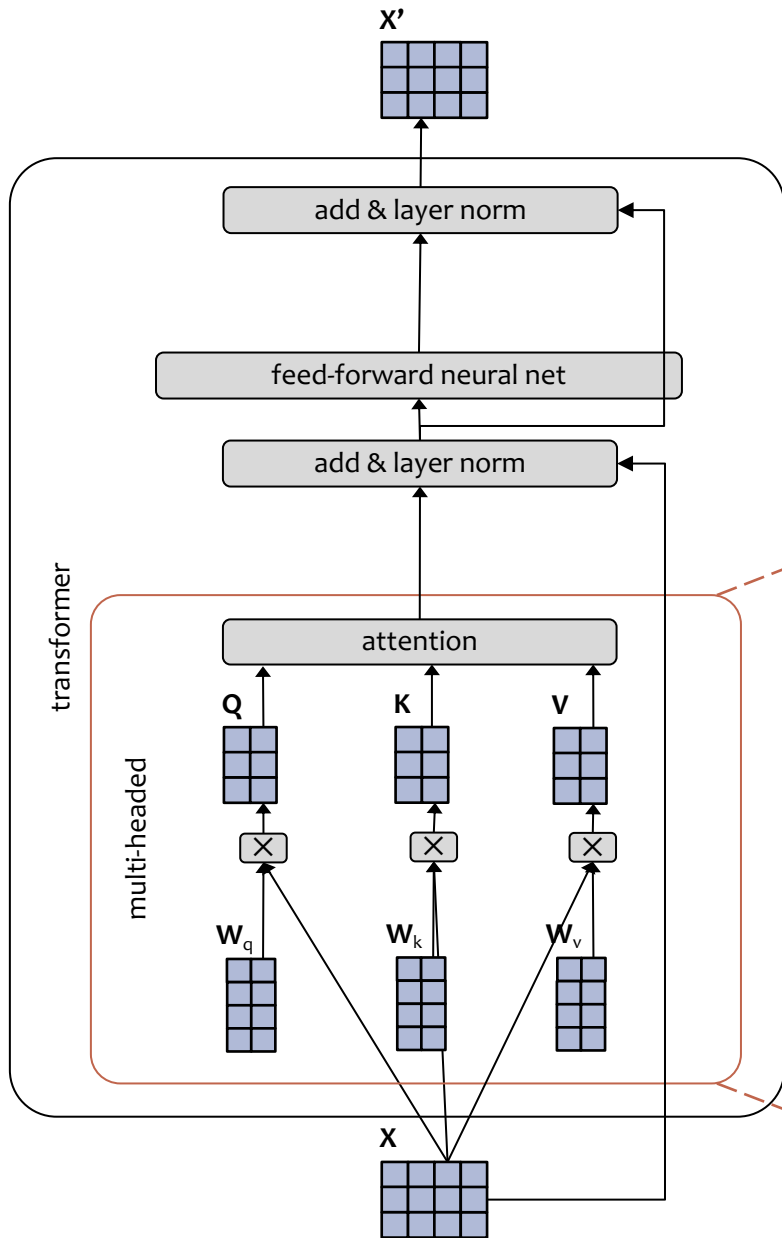 X’
add & layer norm
feed-forward neural net
add & layer norm
transformer
attention
Q
K
V
multi-headed
×
×
×
Wq
Wk
Wv
X